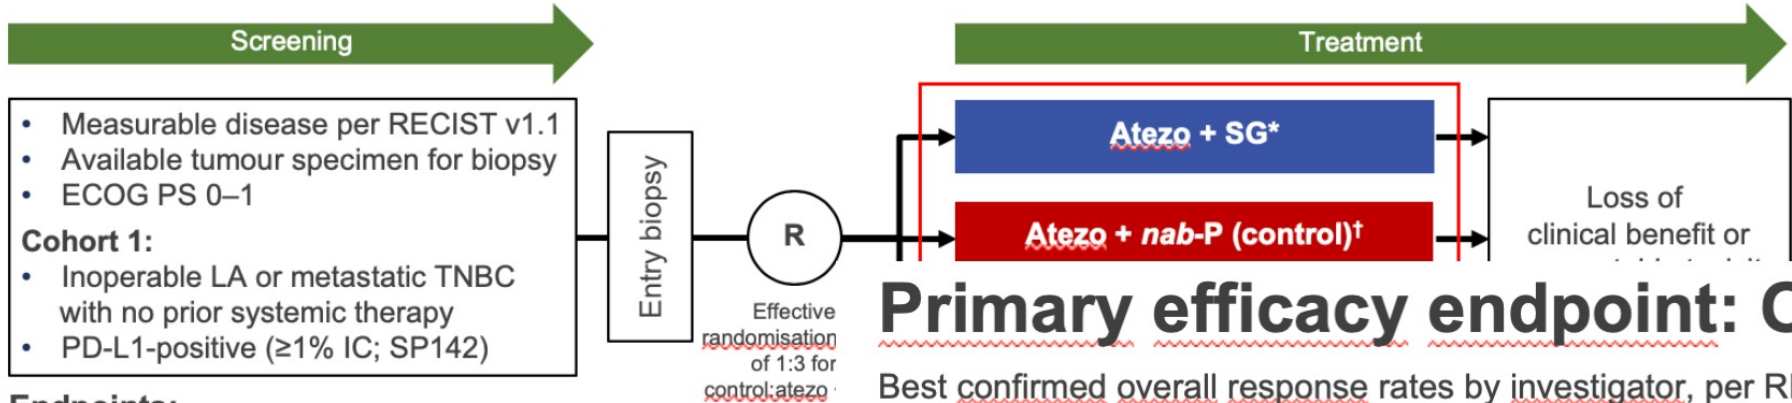 Screening
Treatment
• Measurable disease per RECIST v1.1
• Available tumour specimen for biopsy
• ECOG PS 0–1
Cohort 1:
• Inoperable LA or metastatic TNBC
with no prior systemic therapy
• PD-L1-positive (≥1% IC; SP142)
Entry biopsy
R
Effective
randomisation
of 1:3 for
control:atezo
Atezo + SG*
Atezo + nab-P (control)†
Loss of
clinical benefit or
Primary efficacy endpoint:
Best confirmed overall response rates by investigator, per